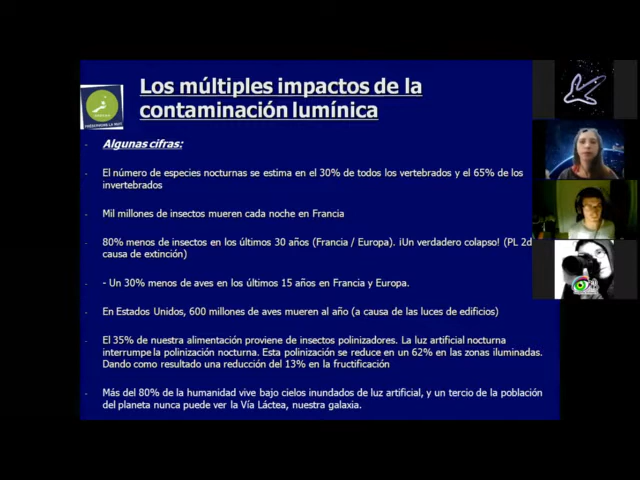 Los múltiples impactos de la
contaminación lumínica
Algunas cifras:
- El número de especies nocturnas se estima en el 30% de todos los vertebrados y el 65% de los
invertebrados
- Mil millones de insectos mueren cada noche en Francia
- 80% menos de insectos en los últimos 30 años (Francia / Europa). ¡Un verdadero colapso! (PL 2d
causa de extinción)
- - Un 30% menos de aves en los últimos 15 años en Francia y Europa.
- En Estados Unidos, 600 millones de aves mueren al año (a causa de las luces de edificios)
- El 35% de nuestra alimentación proviene de insectos polinizadores. La luz artificial nocturna
interrumpe la polinización nocturna. Esta polinización se reduce en un 62% en las zonas iluminadas.
Dando como resultado una reducción del 13% en la fructificación
- Más del 80% de la humanidad vive bajo cielos inundados de luz artificial, y un tercio de la población
del planeta nunca puede ver la Vía Láctea, nuestra galaxia.